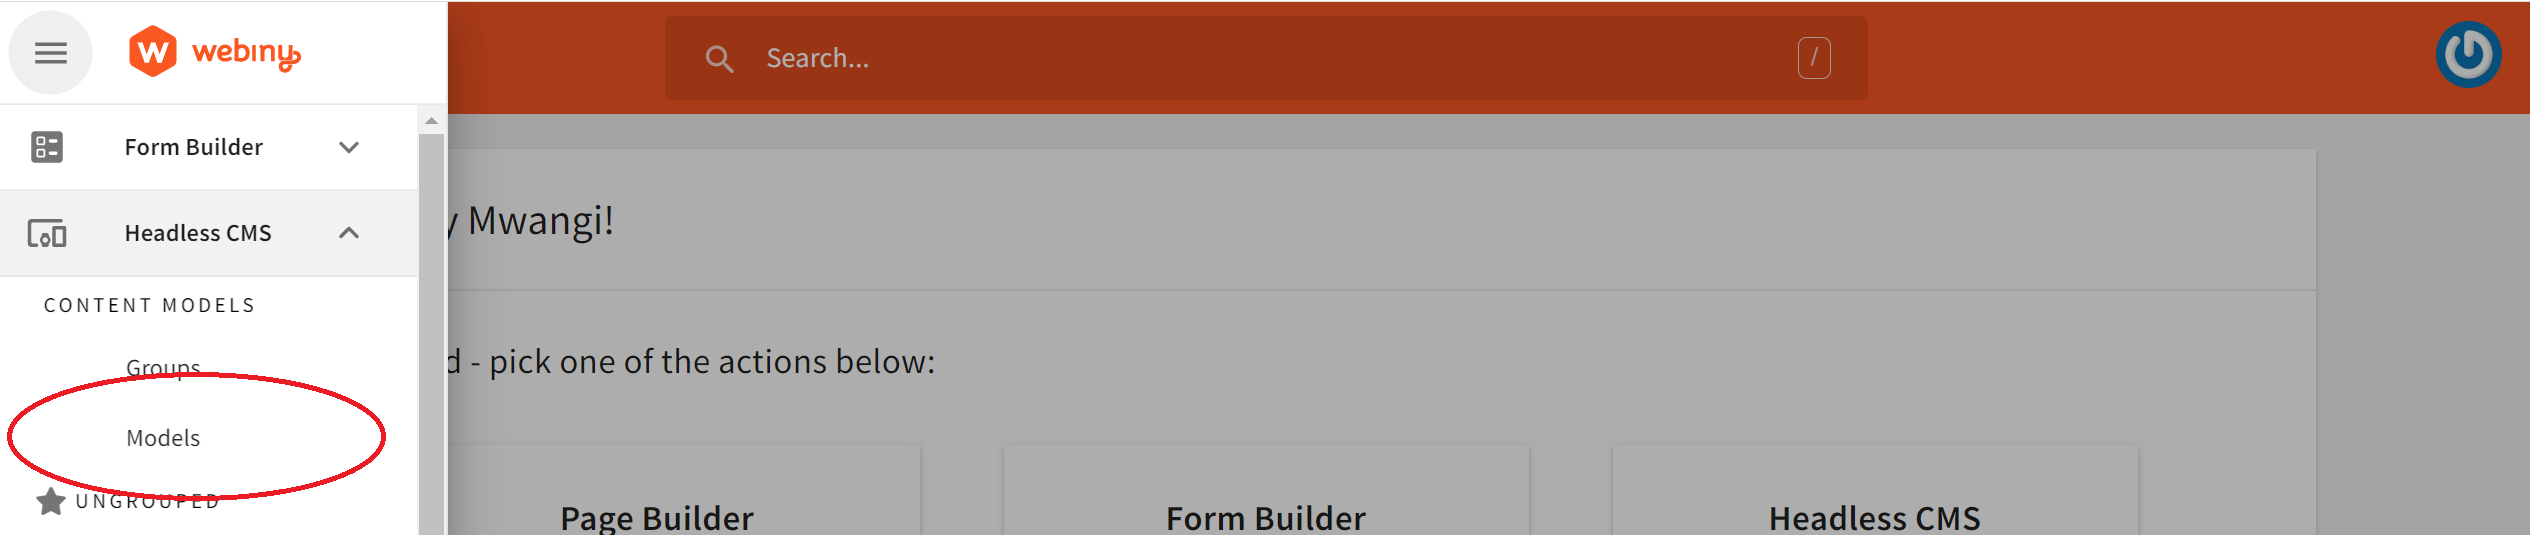 webiny
Search...
/
Form Builder
Headless CMS
CONTENT MODELS
Groups
Models
UNGROUPED
Mwangi!
- pick one of the actions below:
Page Builder
Form Builder
Headless CMS